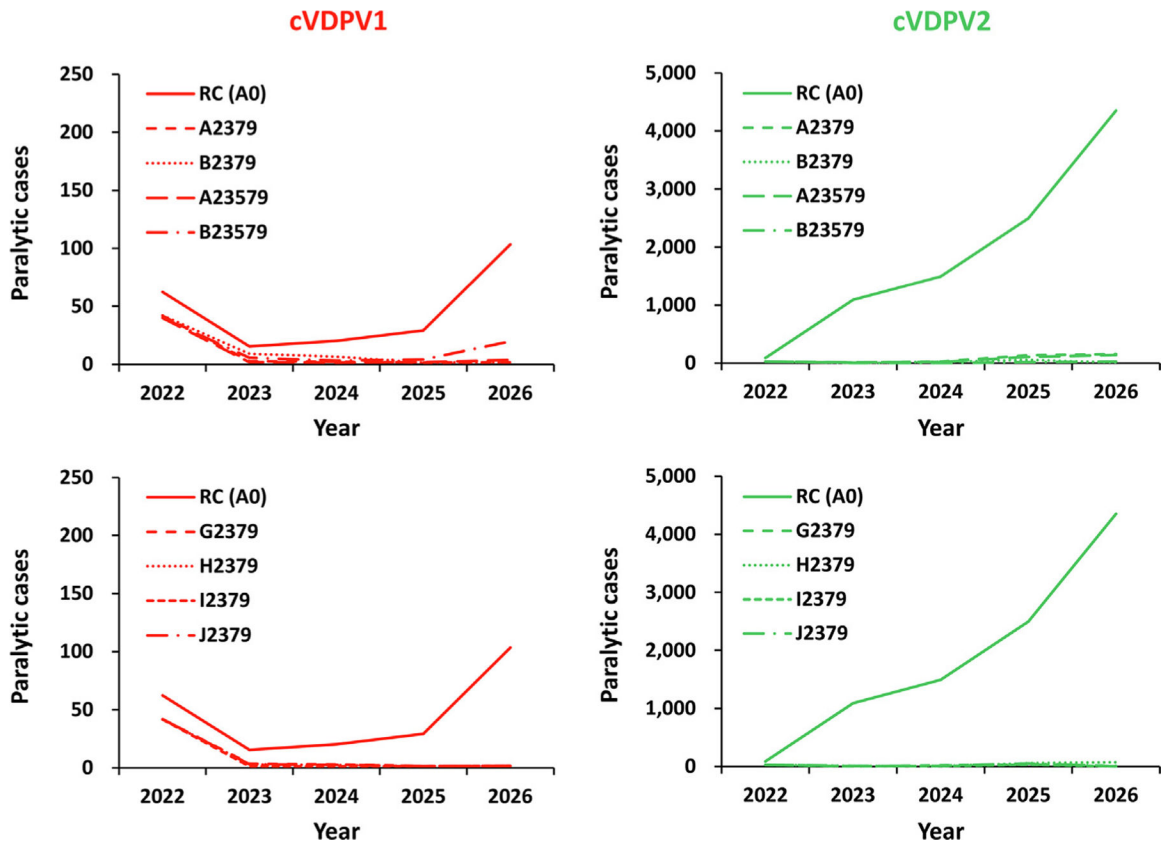 cVDPV1
250
200
150
100
50
0
Paralytic cases
RC (A0)
A2379
B2379
A23579
B23579
2022 2023 2024 2025 2026
Year
cVDPV2
5,000
4,000
3,000
2,000
1,000
0
Paralytic cases
RC (A0)
A2379
B2379
A23579
B23579
2022 2023 2024 2025 2026
Year
250
200
150
100
50
0
Paralytic cases
RC (A0)
G2379
H2379
I2379
J2379
2022 2023 2024 2025 2026
Year
5,000
4,000
3,000
2,000
1,000
0
Paralytic cases
RC (A0)
G2379
H2379
I2379
J2379
2022 2023 2024 2025 2026
Year